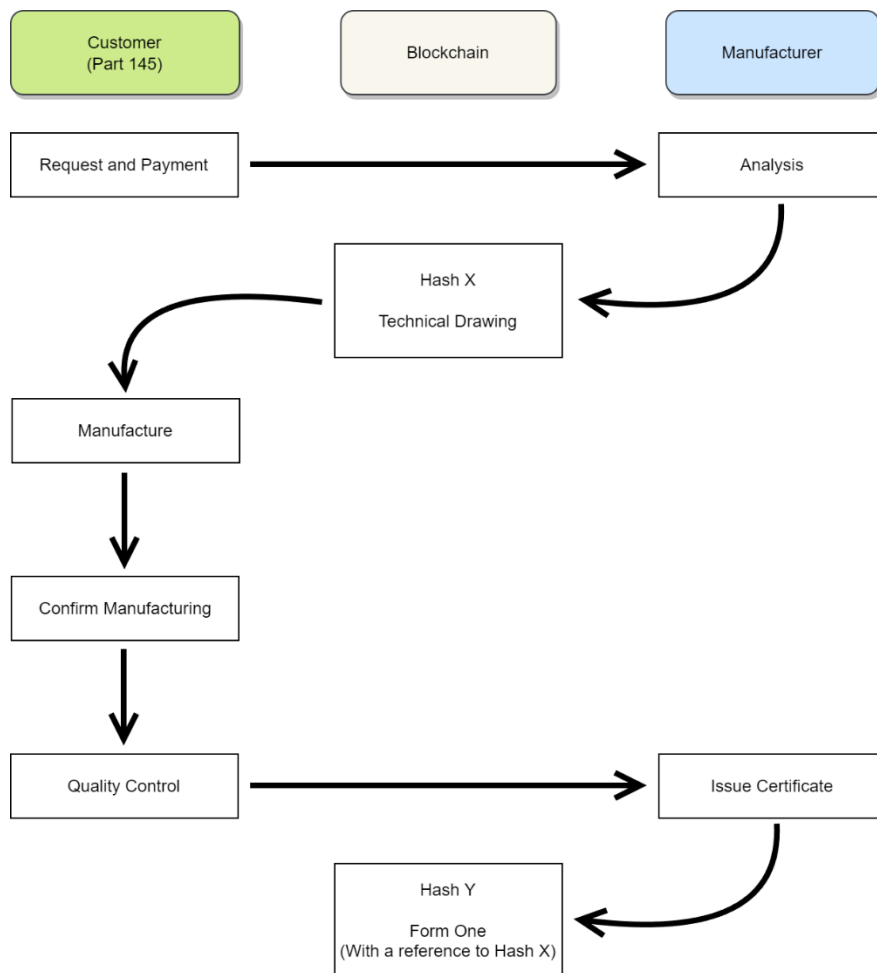 Customer
(Part 145)
Blockchain
Manufacturer
Request and Payment
Analysis
Hash X
Technical Drawing
Manufacture
Confirm Manufacturing
Quality Control
Issue Certificate
Hash Y
Form One
(With a reference to Hash X)